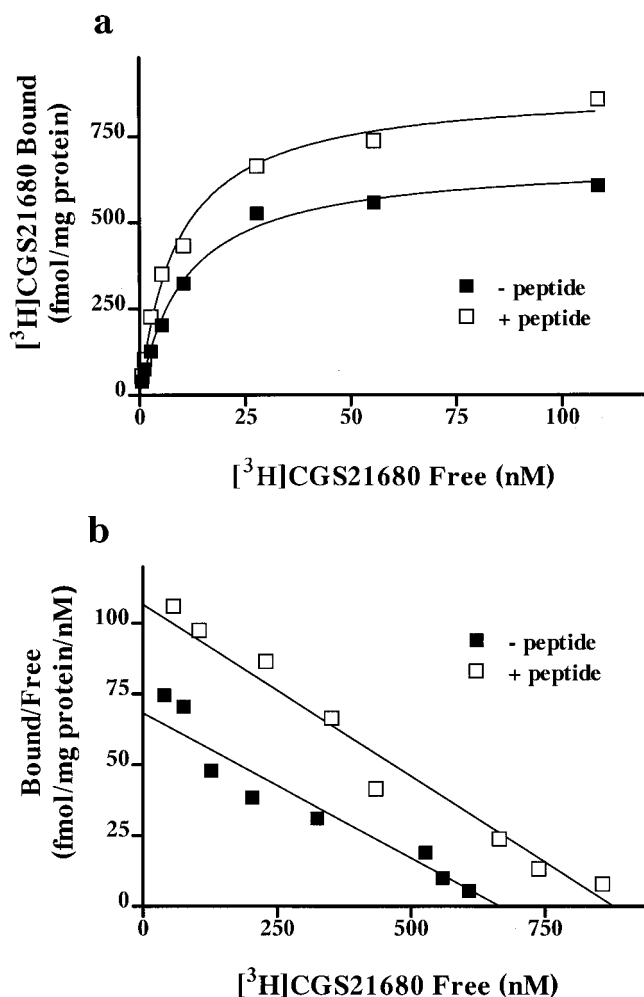 a
[³H]CGS21680 Bound
(fmol/mg protein)
750
500
250
0
- peptide
+ peptide
0 25 50 75 100
[³H]CGS21680 Free (nM)
b
Bound/Free
(fmol/mg protein/nM)
100
75
50
25
0
- peptide
+ peptide
0 250 500 750
[³H]CGS21680 Free (nM)